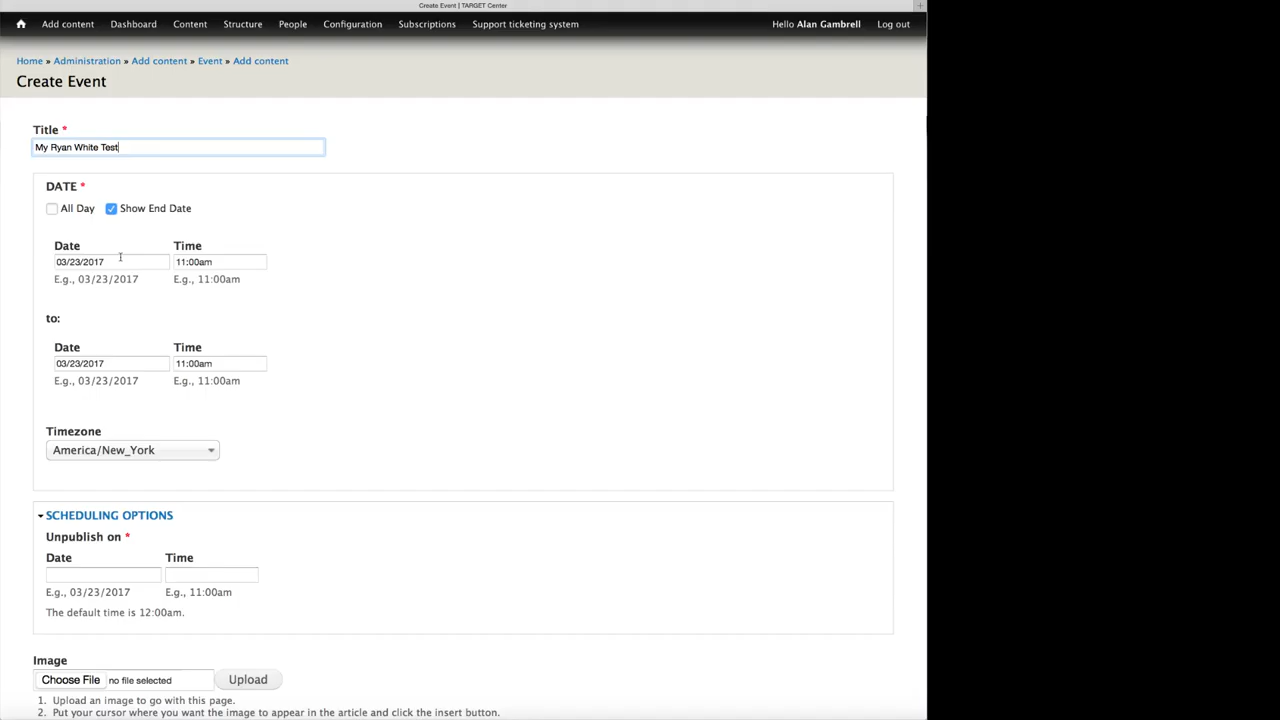 Create Event | TARGET Center
Add content Dashboard Content Structure People Configuration Subscriptions Support ticketing system Hello Alan Gambrell Log out
Home » Administration » Add content » Event » Add content
Create Event
Title *
My Ryan White Test
DATE *
All Day Show End Date
Date Time
03/23/2017 11:00am
E.g., 03/23/2017 E.g., 11:00am
to:
Date Time
03/23/2017 11:00am
E.g., 03/23/2017 E.g., 11:00am
Timezone
America/New_York
SCHEDULING OPTIONS
Unpublish on *
Date Time
E.g., 03/23/2017 E.g., 11:00am
The default time is 12:00am.
Image
Choose File no file selected Upload
1. Upload an image to go with this page.
2. Put your cursor where you want the image to appear in the article and click the insert button.